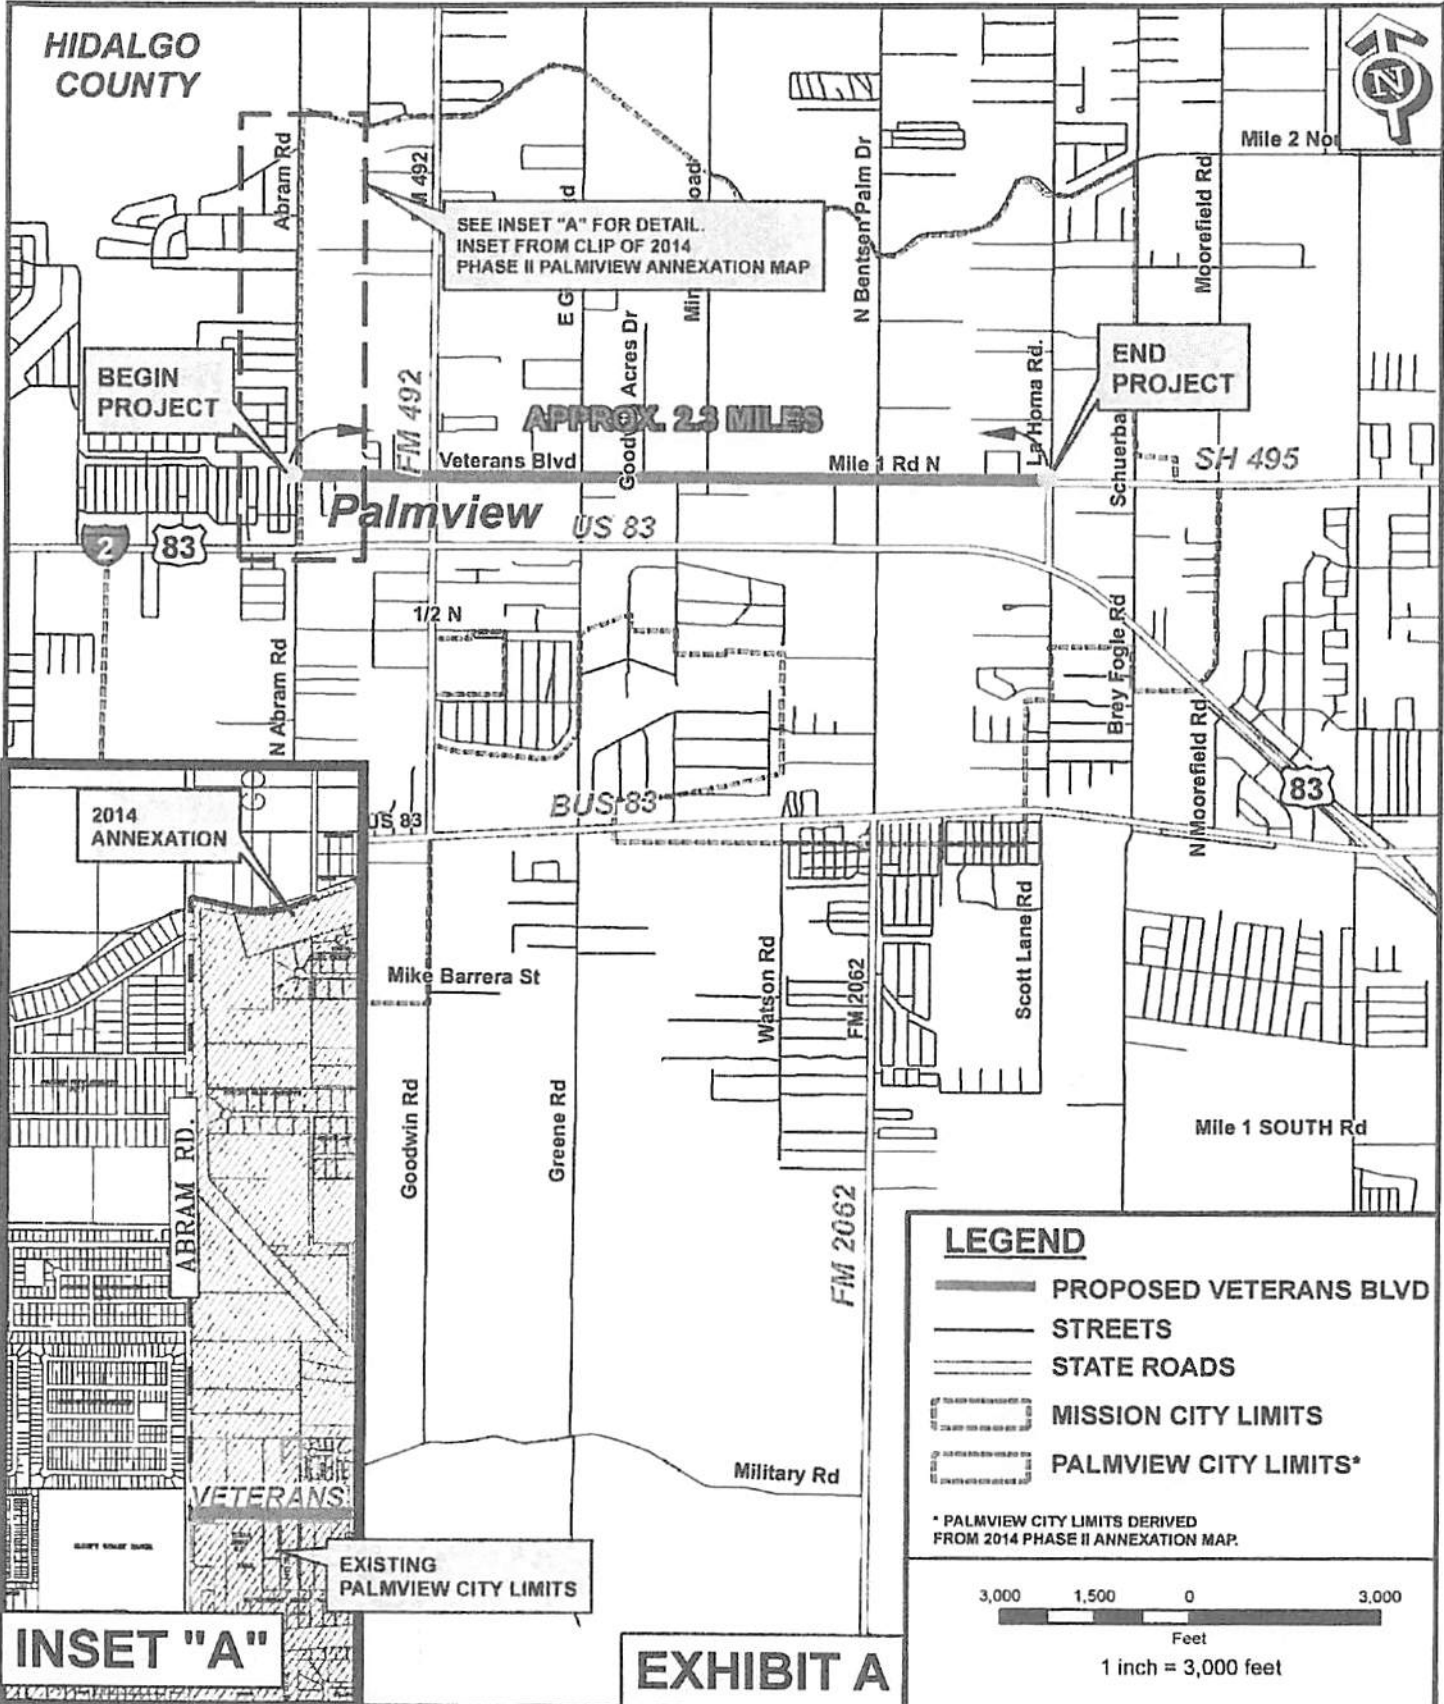 HIDALGO
COUNTY
N
Mile 2
Abram Rd
M 492
SEE INSET "A" FOR DETAIL.
INSET FROM CLIP OF 2014
PHASE II PALMIVIEW ANNEXATION MAP
N Bentsen Palm Dr
Moorefield Rd
Acres Dr
BEGIN
PROJECT
END
PROJECT
FM 492
APPROX. 2.3 MILES
La Homa Rd.
Veterans Blvd
Mile 1 Rd N
SH 495
Palmview
US 83
2
83
1/2 N
N Abram Rd
Brey Fogle Rd
N Moorefield Rd
83
2014
ANNEXATION
US 83
BUS 83
Mike Barrera St
Watson Rd
FM 2062
Scott Lane Rd
Goodwin Rd
Greene Rd
Mile 1 SOUTH Rd
ABRAM RD.
FM 2062
LEGEND
PROPOSED VETERANS BLVD
STREETS
STATE ROADS
MISSION CITY LIMITS
PALMVIEW CITY LIMITS*
* PALMVIEW CITY LIMITS DERIVED
FROM 2014 PHASE II ANNEXATION MAP.
Military Rd
VETERANS
EXISTING
PALMVIEW CITY LIMITS
3,000 1,500 0 3,000
Feet
1 inch = 3,000 feet
INSET "A"
EXHIBIT A